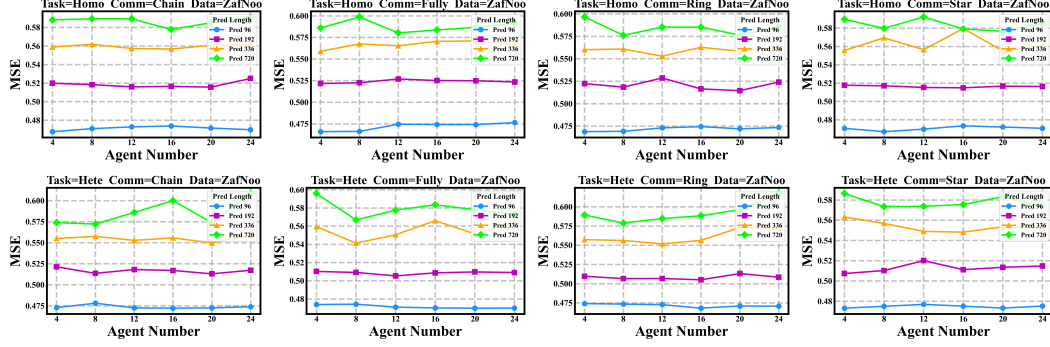 Task=Homo Comm=Chain Data=ZafNoo
MSE
0.56
0.54
0.52
0.50
0.48
4 8 12 16 20 24
Agent Number
Pred Length
Pred 96
Pred 192
Pred 336
Pred 720
Task=Homo Comm=Fully Data=ZafNoo
MSE
0.600
0.575
0.550
0.525
0.500
0.475
4 8 12 16 20 24
Agent Number
Pred Length
Pred 96
Pred 192
Pred 336
Pred 720
Task=Homo Comm=Ring Data=ZafNoo
MSE
0.600
0.575
0.550
0.525
0.500
0.475
4 8 12 16 20 24
Agent Number
Pred Length
Pred 96
Pred 192
Pred 336
Pred 720
Task=Homo Comm=Star Data=ZafNoo
MSE
0.58
0.56
0.54
0.52
0.50
0.48
4 8 12 16 20 24
Agent Number
Pred Length
Pred 96
Pred 192
Pred 336
Pred 720
Task=Hete Comm=Chain Data=ZafNoo
MSE
0.600
0.575
0.550
0.525
0.500
0.475
4 8 12 16 20 24
Agent Number
Pred Length
Pred 96
Pred 192
Pred 336
Pred 720
Task=Hete Comm=Fully Data=ZafNoo
MSE
0.60
0.58
0.56
0.54
0.52
0.50
0.48
4 8 12 16 20 24
Agent Number
Pred Length
Pred 96
Pred 192
Pred 336
Pred 720
Task=Hete Comm=Ring Data=ZafNoo
MSE
0.600
0.575
0.550
0.525
0.500
0.475
4 8 12 16 20 24
Agent Number
Pred Length
Pred 96
Pred 192
Pred 336
Pred 720
Task=Hete Comm=Star Data=ZafNoo
MSE
0.58
0.56
0.54
0.52
0.50
0.48
4 8 12 16 20 24
Agent Number
Pred Length
Pred 96
Pred 192
Pred 336
Pred 720